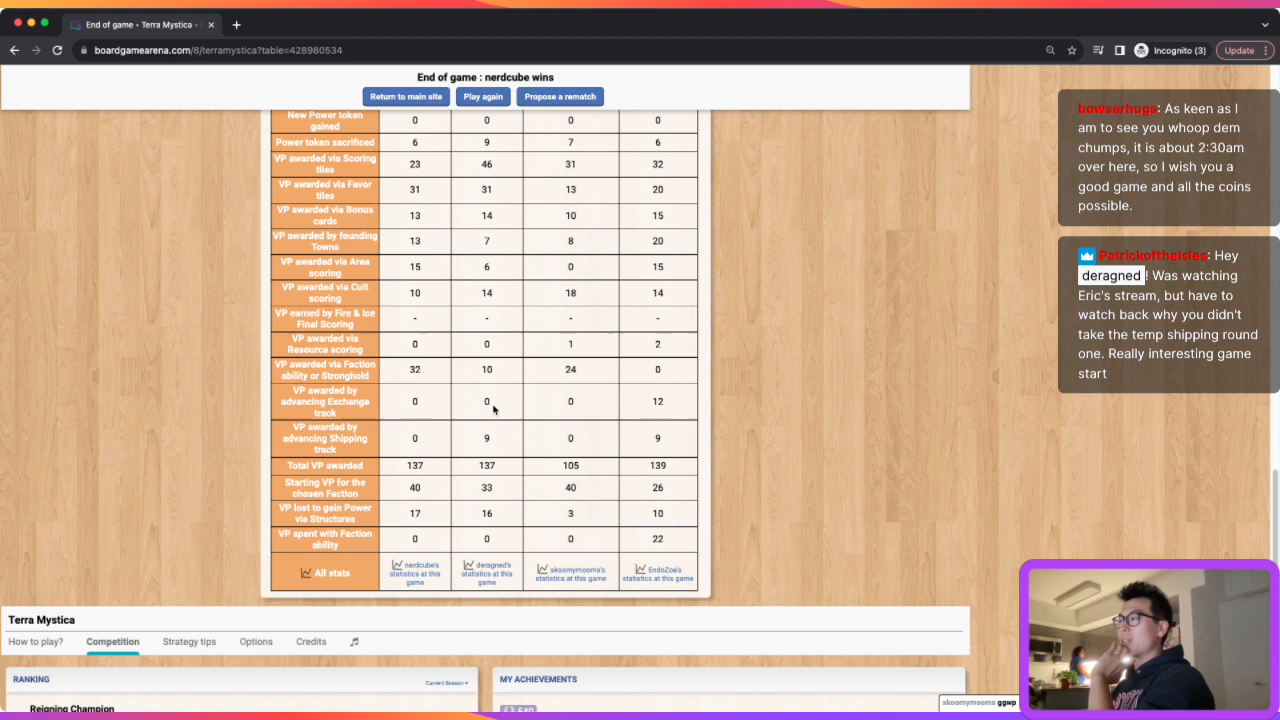 End of game • Terra Mystica •
boardgamearena.com/8/terramystica?table=428980534
Incognito (3)
Update
End of game : nerdcube wins
Return to main site
Play again
Propose a rematch
New Power token
gained
0 0 0 0
Power token sacrificed 6 9 7 6
VP awarded via Scoring
tiles
23 46 31 32
VP awarded via Favor
tiles
31 31 13 20
VP awarded via Bonus
cards
13 14 10 15
VP awarded by founding
Towns
13 7 8 20
VP awarded via Area
scoring
15 6 0 15
VP awarded via Cult
scoring
10 14 18 14
VP earned by Fire & Ice
Final Scoring
- - - -
VP awarded via
Resource scoring
0 0 1 2
VP awarded via Faction
ability or Stronghold
32 10 24 0
VP awarded by
advancing Exchange
track
0 0 0 12
VP awarded by
advancing Shipping
track
0 9 0 9
Total VP awarded 137 137 105 139
Starting VP for the
chosen Faction
40 33 40 26
VP lost to gain Power
via Structures
17 16 3 10
VP spent with Faction
ability
0 0 0 22
All stats
nerdcube's
statistics at this
game
deragned's
statistics at this
game
skoomymooma's
statistics at this game
EndoZoa's
statistics at this game
Terra Mystica
How to play?
Competition
Strategy tips
Options
Credits
RANKING
Current Season
Reigning Champion
MY ACHIEVEMENTS
bowserhugs: As keen as I
am to see you whoop dem
chumps, it is about 2:30am
over here, so I wish you a
good game and all the coins
possible.
PatrickoftheIsles: Hey
deragned ! Was watching
Eric's stream, but have to
watch back why you didn't
take the temp shipping round
one. Really interesting game
start
skoomymooms ggwp